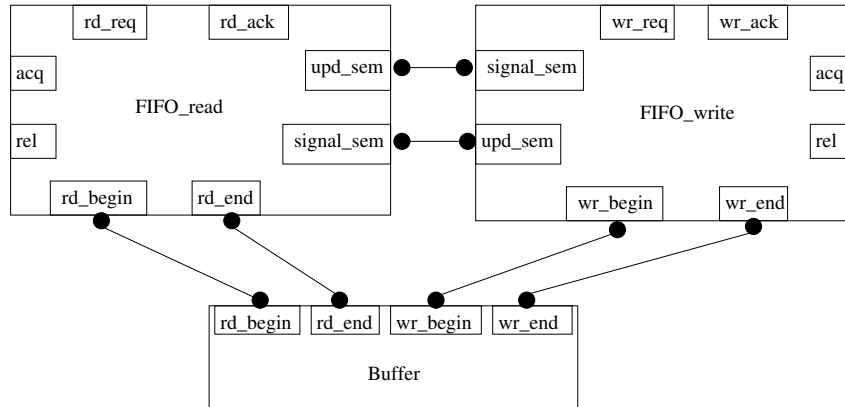 rd_req rd_ack wr_req wr_ack
acq upd_sem signal_sem acq
FIFO_read FIFO_write
rel signal_sem upd_sem rel
rd_begin rd_end wr_begin wr_end
rd_begin rd_end wr_begin wr_end
Buffer